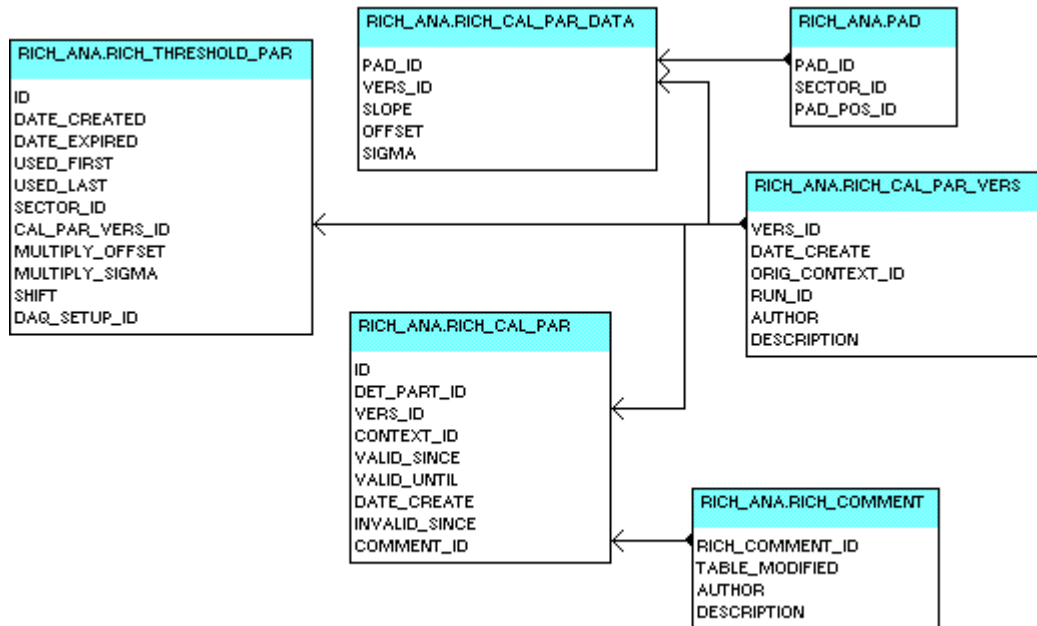 RICH_ANA.RICH_THRESHOLD_PAR
ID
DATE_CREATED
DATE_EXPIRED
USED_FIRST
USED_LAST
SECTOR_ID
CAL_PAR_VERS_ID
MULTIPLY_OFFSET
MULTIPLY_SIGMA
SHIFT
DAQ_SETUP_ID
RICH_ANA.RICH_CAL_PAR_DATA
PAD_ID
VERS_ID
SLOPE
OFFSET
SIGMA
RICH_ANA.PAD
PAD_ID
SECTOR_ID
PAD_POS_ID
RICH_ANA.RICH_CAL_PAR_VERS
VERS_ID
DATE_CREATE
ORIG_CONTEXT_ID
RUN_ID
AUTHOR
DESCRIPTION
RICH_ANA.RICH_CAL_PAR
ID
DET_PART_ID
VERS_ID
CONTEXT_ID
VALID_SINCE
VALID_UNTIL
DATE_CREATE
INVALID_SINCE
COMMENT_ID
RICH_ANA.RICH_COMMENT
RICH_COMMENT_ID
TABLE_MODIFIED
AUTHOR
DESCRIPTION